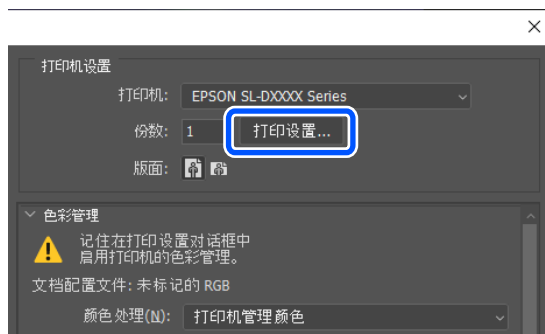 打印机设置
打印机: EPSON SL-DXXXX Series
份数: 1 打印设置...
版面:
色彩管理
记住在打印设置对话框中
启用打印机的色彩管理。
文档配置文件: 未标记的 RGB
颜色处理(N): 打印机管理颜色